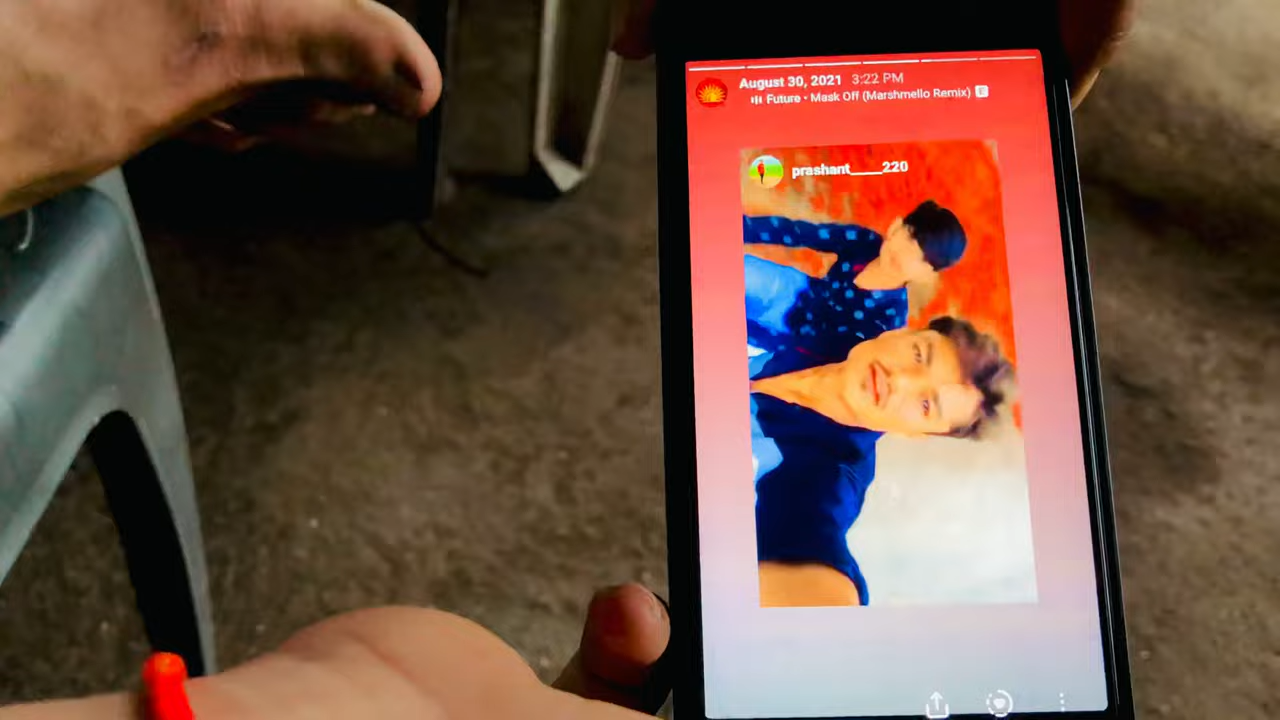 August 30, 2021 3:22 PM
Future • Mask Off (Marshmello Remix) E
prashant____220